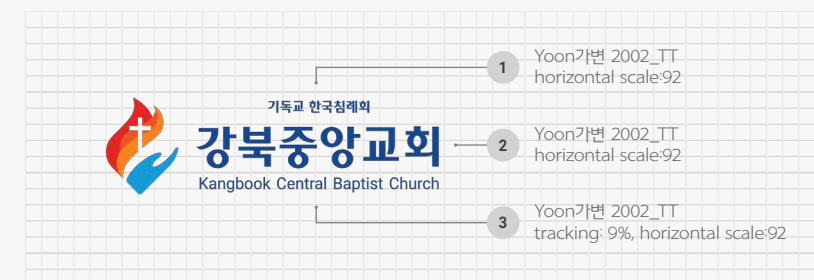 기독교 한국침례회
강북중앙교회
Kangbook Central Baptist Church
1
Yoon가변 2002_TT
horizontal scale:92
2
Yoon가변 2002_TT
horizontal scale:92
3
Yoon가변 2002_TT
tracking: 9%, horizontal scale:92